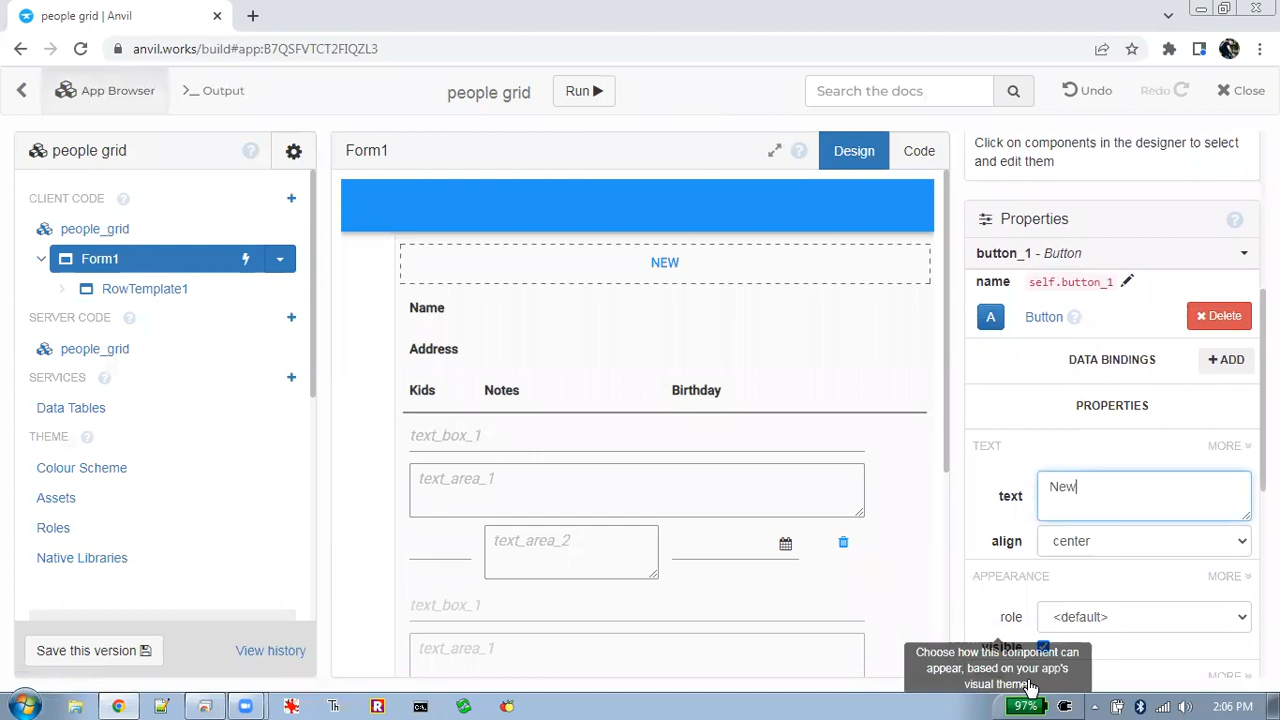 people grid | Anvil
anvil.works/build#app:B7QSFVTCT2FIQZL3
App Browser
Output
people grid
Run
Search the docs
Undo
Redo
Close
people grid
CLIENT CODE
people_grid
Form1
RowTemplate1
SERVER CODE
people_grid
SERVICES
Data Tables
THEME
Colour Scheme
Assets
Roles
Native Libraries
Save this version
View history
Form1
Design
Code
NEW
Name
Address
Kids Notes Birthday
text_box_1
text_area_1
text_area_2
text_box_1
text_area_1
Click on components in the designer to select
and edit them
Properties
button_1 - Button
name self.button_1
A Button
Delete
DATA BINDINGS
+ ADD
PROPERTIES
TEXT
MORE
text New
align center
APPEARANCE
MORE
role <default>
visible
Choose how this component can
appear, based on your app's
visual theme
MORE
97%
2:06 PM